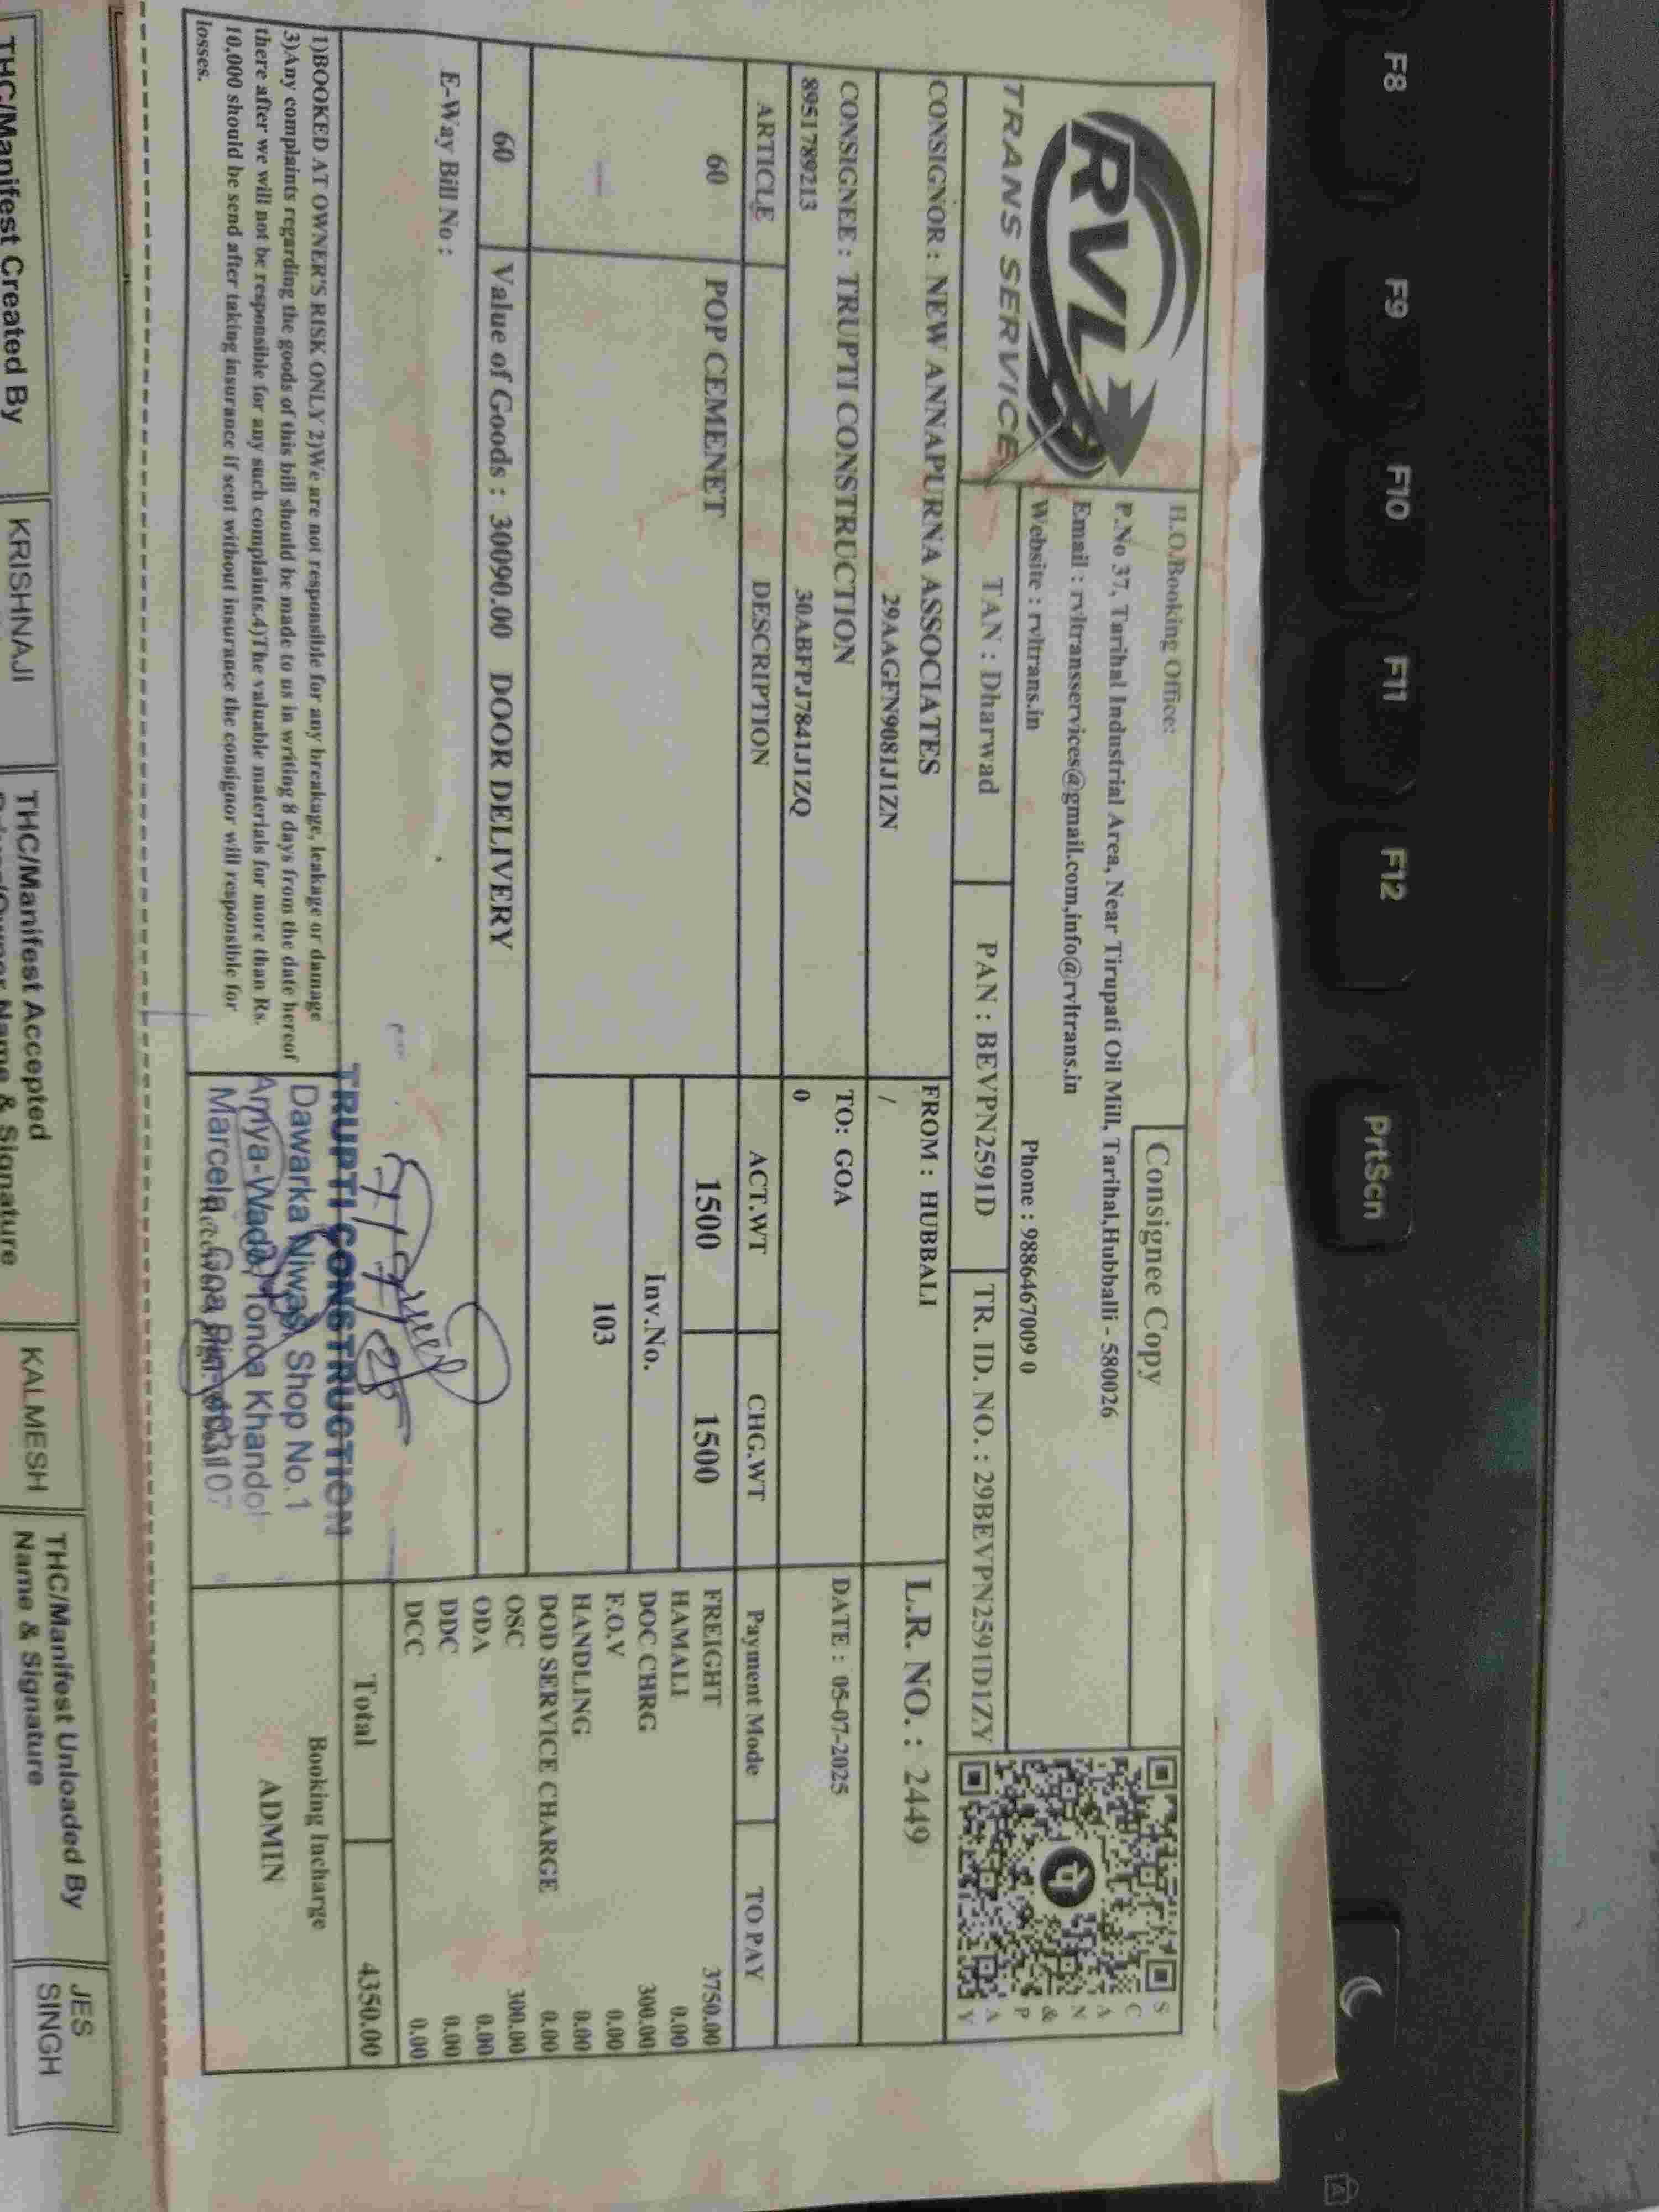 F8 F9 F10 F11 F12 PrtScn
RVL
TRANS SERVICE
H.O.Booking Office:
Consignee Copy
P.No 37, Tarihal Industrial Area, Near Tirupati Oil Mill, Tarihal,Hubballi - 580026
Email : rvltransservices@gmail.com,info@rvltrans.in
Website : rvltrans.in Phone : 9886467009 0
SCAN & PAY
TAN : Dharwad PAN : BEVPN2591D TR. ID. NO. : 29BEVPN2591D1ZY
CONSIGNOR : NEW ANNAPURNA ASSOCIATES FROM : HUBBALI L.R. NO. : 2449
29AAGFN9081J1ZN /
CONSIGNEE : TRUPTI CONSTRUCTION TO: GOA DATE : 05-07-2025
8951789213 30ABFPJ7841J1ZQ 0
ARTICLE DESCRIPTION ACT.WT CHG.WT Payment Mode TO PAY
60 POP CEMENET 1500 1500 FREIGHT 3750.00
HAMALI 0.00
Inv.No. DOC CHRG 300.00
103 F.O.V 0.00
HANDLING 0.00
DOD SERVICE CHARGE 0.00
60 Value of Goods : 30090.00 DOOR DELIVERY OSC 300.00
ODA 0.00
E-Way Bill No : DDC 0.00
DCC 0.00
Total 4350.00
1)BOOKED AT OWNER'S RISK ONLY 2)We are not responsible for any breakage, leakage or damage
3)Any complaints regarding the goods of this bill should be made to us in writing 8 days from the date hereof
there after we will not be responsible for any such complaints.4)The valuable materials for more than Rs.
10,000 should be send after taking insurance if sent without insurance the consignor will responsible for
losses.
TRUPTI CONSTRUCTION
Dawarka Niwas, Shop No.1
Amya-Wada, Tonca Khandol
Marcela Goa Pin- 403107
Booking Incharge
ADMIN
THC/Manifest Created By KRISHNAJI THC/Manifest Accepted KALMESH THC/Manifest Unloaded By JES
Name & Signature Name & Signature SINGH